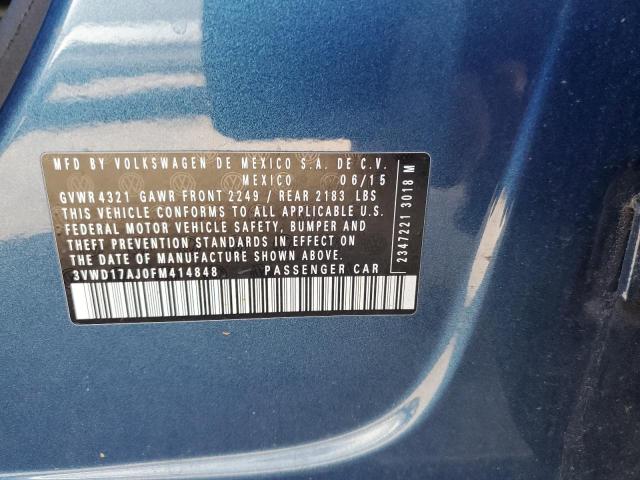 MFD BY VOLKSWAGEN DE MEXICO S.A. DE C.V.
MEXICO 06/15
GVWR 4321 GAWR FRONT 2249 / REAR 2183 LBS
THIS VEHICLE CONFORMS TO ALL APPLICABLE U.S.
FEDERAL MOTOR VEHICLE SAFETY, BUMPER AND
THEFT PREVENTION STANDARDS IN EFFECT ON
THE DATE OF MANUFACTURE SHOWN ABOVE.
3VWD17AJ0FM414848 PASSENGER CAR
2347221 3018 M